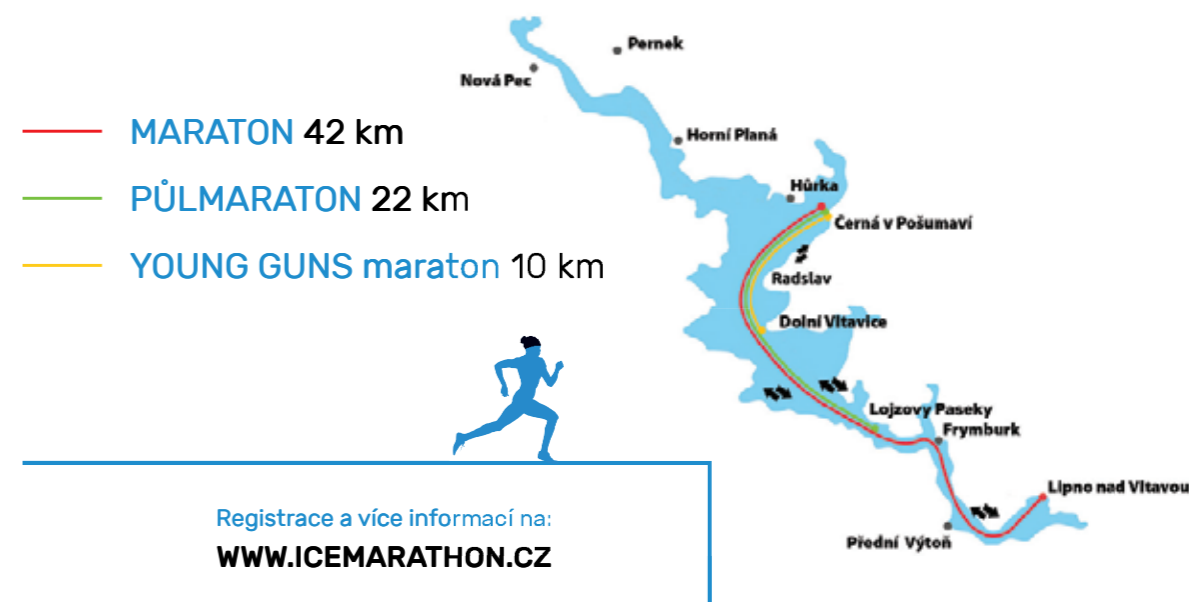 MARATON 42 km
PŮLMARATON 22 km
YOUNG GUNS maraton 10 km
Registrace a více informací na:
WWW.ICEMARATHON.CZ
Pernek
Nová Pec
Horní Planá
Hůrka
Černá v Pošumaví
Radslav
Dolní Vltavice
Lojzovy Paseky
Frymburk
Lipno nad Vltavou
Přední Výtoň